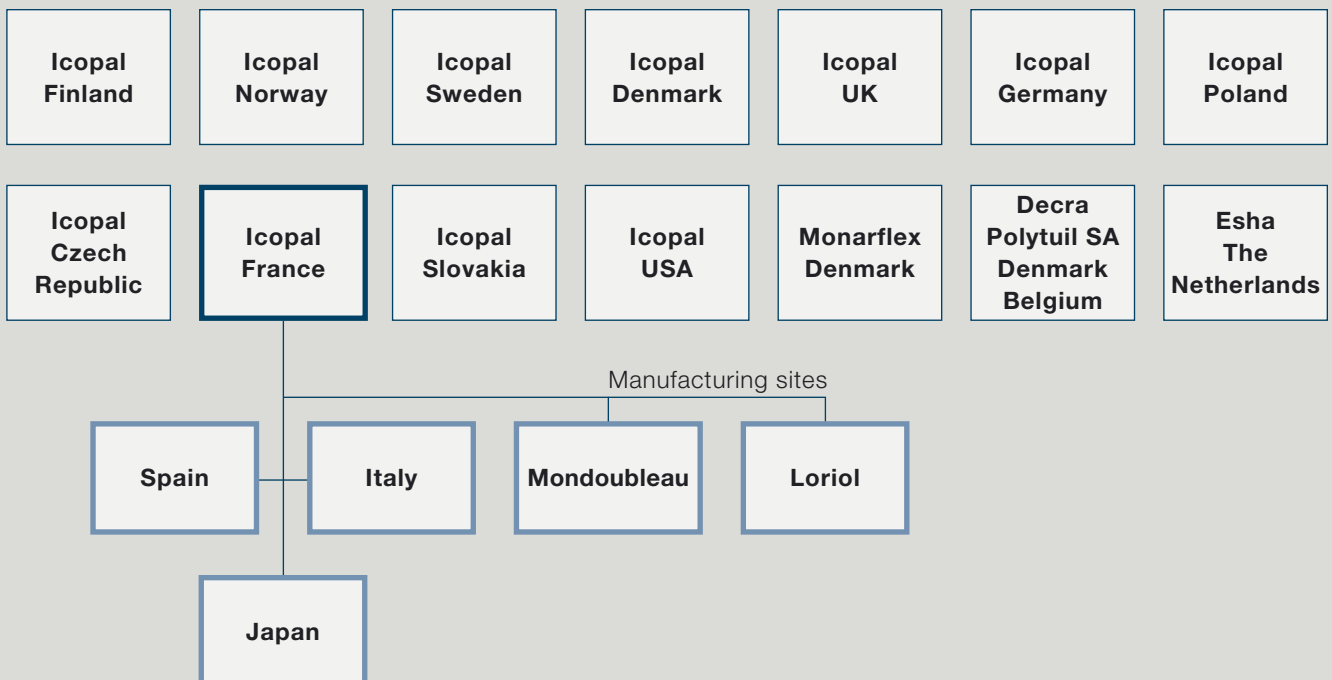 Icopal
Finland
Icopal
Norway
Icopal
Sweden
Icopal
Denmark
Icopal
UK
Icopal
Germany
Icopal
Poland
Icopal
Czech
Republic
Icopal
France
Icopal
Slovakia
Icopal
USA
Monarflex
Denmark
Decra
Polytuil SA
Denmark
Belgium
Esha
The
Netherlands
Manufacturing sites
Spain
Italy
Mondoubleau
Loriol
Japan